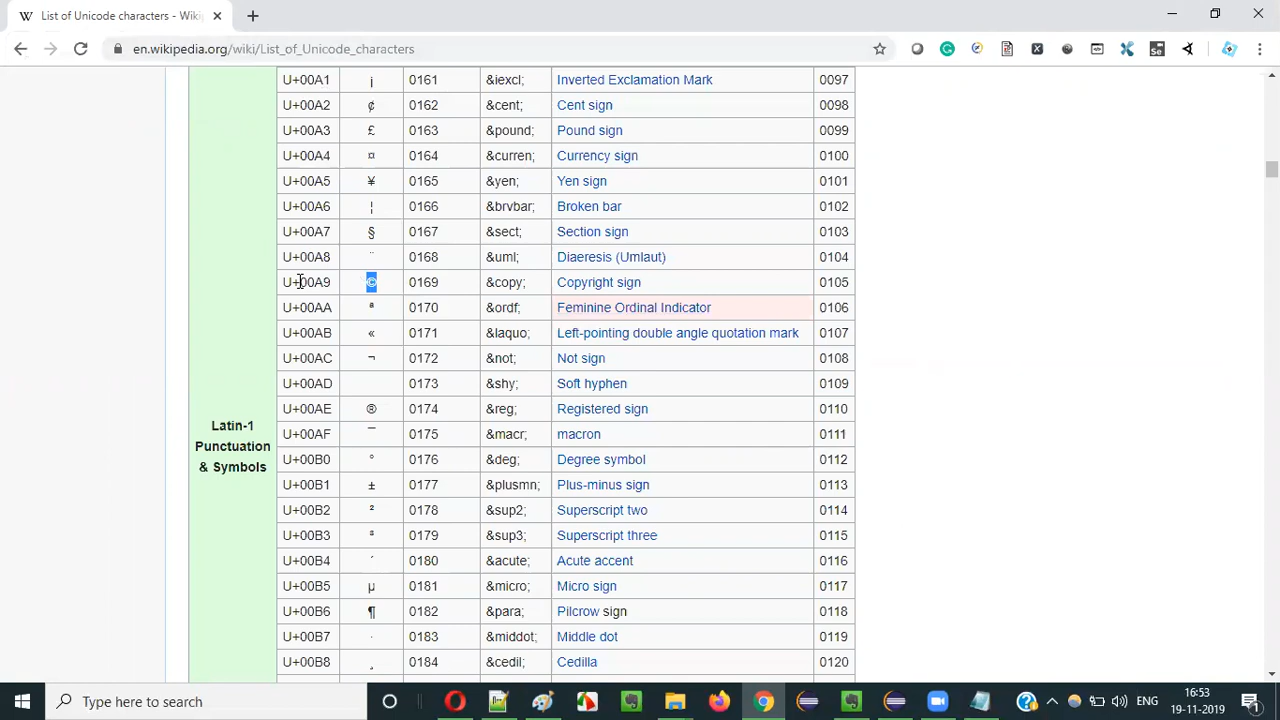 List of Unicode characters - Wiki
en.wikipedia.org/wiki/List_of_Unicode_characters
U+00A1 ¡ 0161 &iexcl; Inverted Exclamation Mark 0097
U+00A2 ¢ 0162 &cent; Cent sign 0098
U+00A3 £ 0163 &pound; Pound sign 0099
U+00A4 ¤ 0164 &curren; Currency sign 0100
U+00A5 ¥ 0165 &yen; Yen sign 0101
U+00A6 ¦ 0166 &brvbar; Broken bar 0102
U+00A7 § 0167 &sect; Section sign 0103
U+00A8 ¨ 0168 &uml; Diaeresis (Umlaut) 0104
U+00A9 © 0169 &copy; Copyright sign 0105
U+00AA ª 0170 &ordf; Feminine Ordinal Indicator 0106
U+00AB « 0171 &laquo; Left-pointing double angle quotation mark 0107
U+00AC ¬ 0172 &not; Not sign 0108
U+00AD 0173 &shy; Soft hyphen 0109
U+00AE ® 0174 &reg; Registered sign 0110
U+00AF ¯ 0175 &macr; macron 0111
U+00B0 ° 0176 &deg; Degree symbol 0112
U+00B1 ± 0177 &plusmn; Plus-minus sign 0113
U+00B2 ² 0178 &sup2; Superscript two 0114
U+00B3 ³ 0179 &sup3; Superscript three 0115
U+00B4 ´ 0180 &acute; Acute accent 0116
U+00B5 µ 0181 &micro; Micro sign 0117
U+00B6 ¶ 0182 &para; Pilcrow sign 0118
U+00B7 · 0183 &middot; Middle dot 0119
U+00B8 ¸ 0184 &cedil; Cedilla 0120
Latin-1
Punctuation
& Symbols
Type here to search
ENG
16:53
19-11-2019